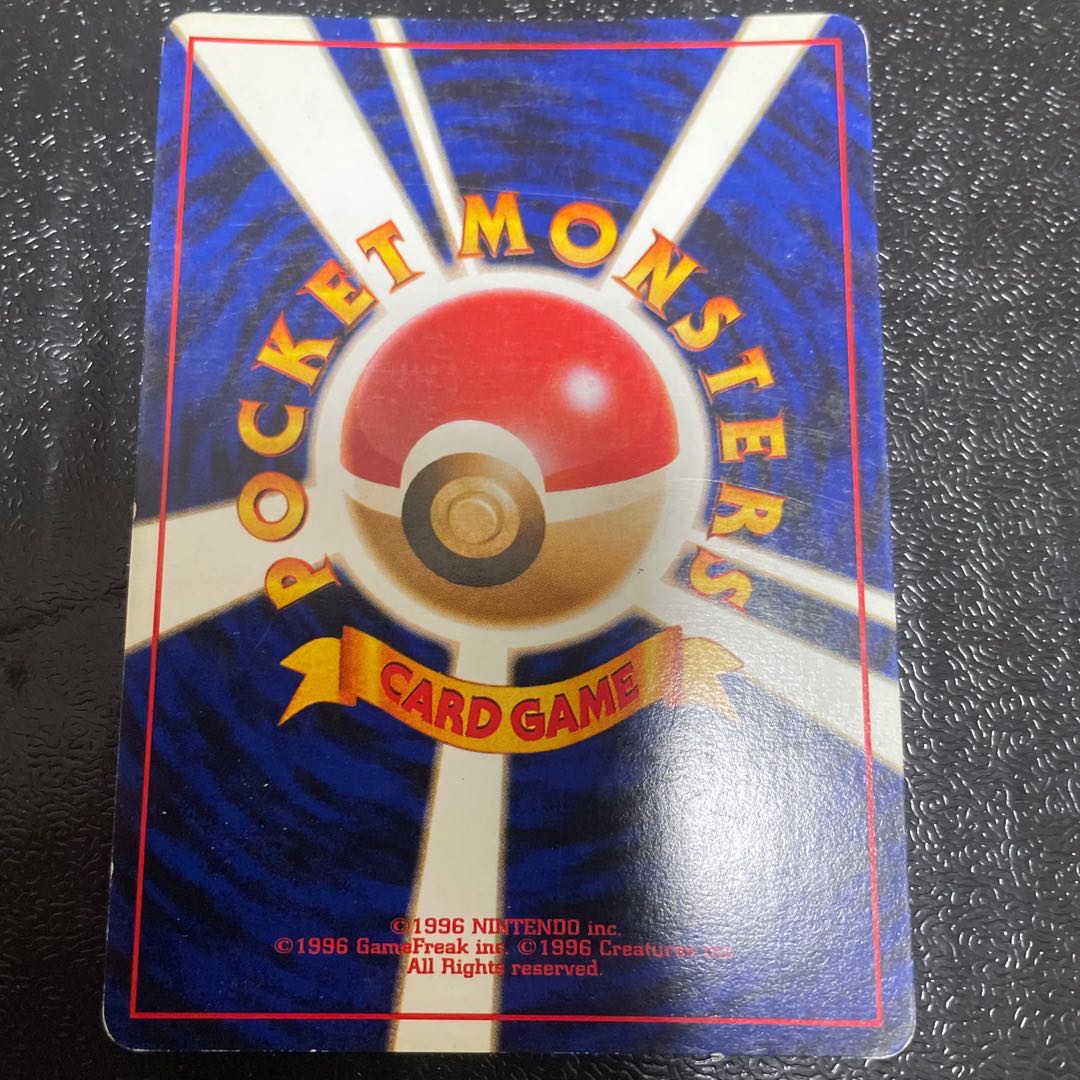 POCKET MONSTERS
CARD GAME
©1996 NINTENDO inc.
©1996 GameFreak inc. ©1996 Creatures inc.
All Rights reserved.